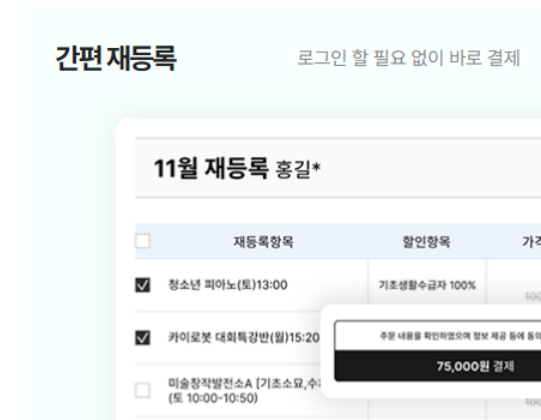 간편 재등록
로그인 할 필요 없이 바로 결제
11월 재등록 홍길*
재등록항목 할인항목
청소년 피아노(토)13:00 기초생활수급자 100%
카이로봇 대회특강반(월)15:20
주문 내용을 확인하였으며 정보 제공 등에
75,000원 결제
미술창작발전소A [기초소묘,
(토 10:00-10:50)